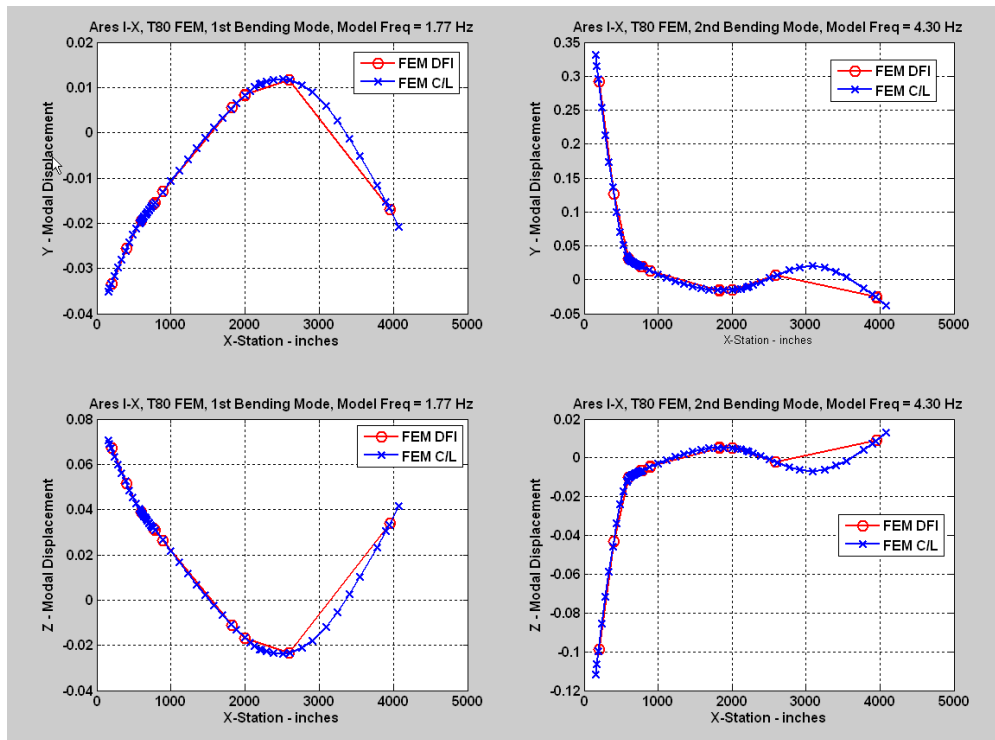 Ares I-X, T80 FEM, 1st Bending Mode, Model Freq = 1.77 Hz
0.02
0.01
0
-0.01
-0.02
-0.03
-0.04
Y - Modal Displacement
FEM DFI
FEM C/L
0 1000 2000 3000 4000 5000
X-Station - inches
Ares I-X, T80 FEM, 2nd Bending Mode, Model Freq = 4.30 Hz
0.35
0.3
0.25
0.2
0.15
0.1
0.05
0
-0.05
Y - Modal Displacement
FEM DFI
FEM C/L
0 1000 2000 3000 4000 5000
X-Station - inches
Ares I-X, T80 FEM, 1st Bending Mode, Model Freq = 1.77 Hz
0.08
0.06
0.04
0.02
0
-0.02
-0.04
Z - Modal Displacement
FEM DFI
FEM C/L
0 1000 2000 3000 4000 5000
X-Station - inches
Ares I-X, T80 FEM, 2nd Bending Mode, Model Freq = 4.30 Hz
0.02
0
-0.02
-0.04
-0.06
-0.08
-0.1
-0.12
Z - Modal Displacement
FEM DFI
FEM C/L
0 1000 2000 3000 4000 5000
X-Station - inches